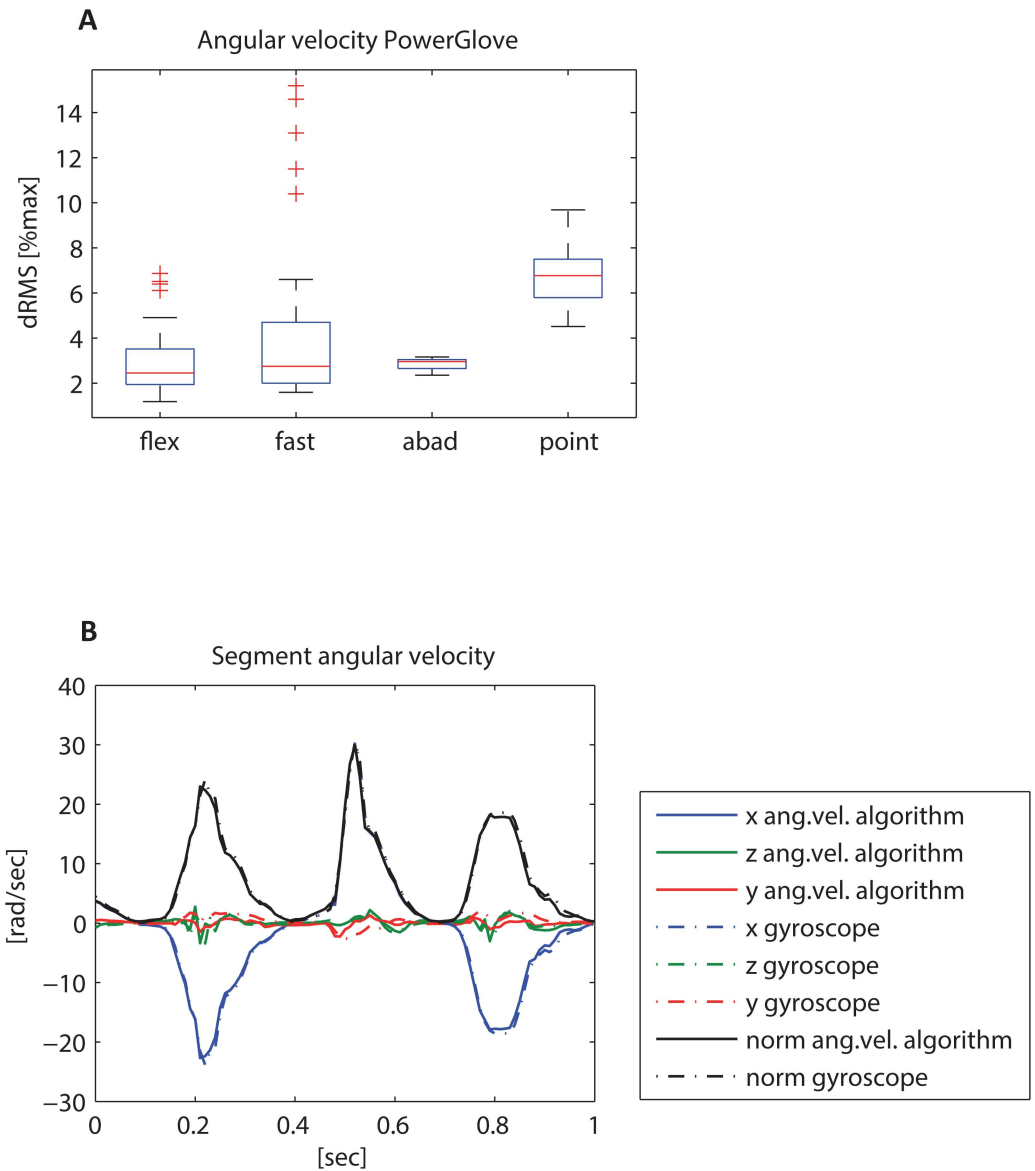 A
Angular velocity PowerGlove
dRMS [%max]
14
12
10
8
6
4
2
flex fast abad point
B
Segment angular velocity
[rad/sec]
40
30
20
10
0
−10
−20
−30
0 0.2 0.4 0.6 0.8 1
[sec]
x ang.vel. algorithm
z ang.vel. algorithm
y ang.vel. algorithm
x gyroscope
z gyroscope
y gyroscope
norm ang.vel. algorithm
norm gyroscope